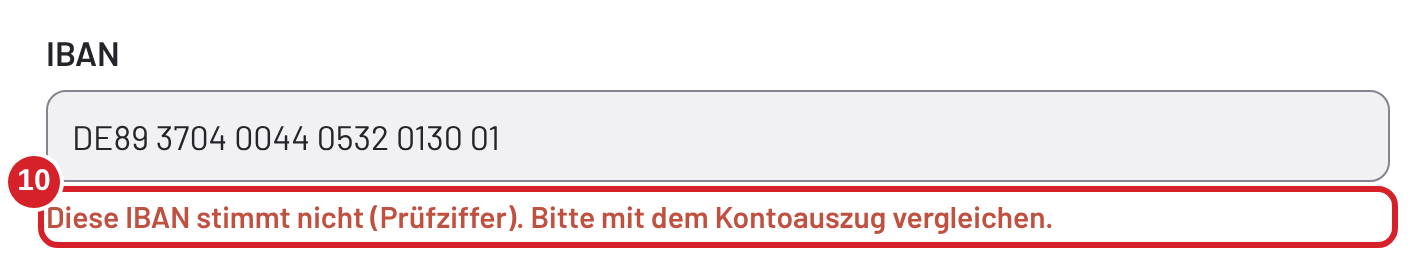 IBAN
DE89 3704 0044 0532 0130 01
10
Diese IBAN stimmt nicht (Prüfziffer). Bitte mit dem Kontoauszug vergleichen.